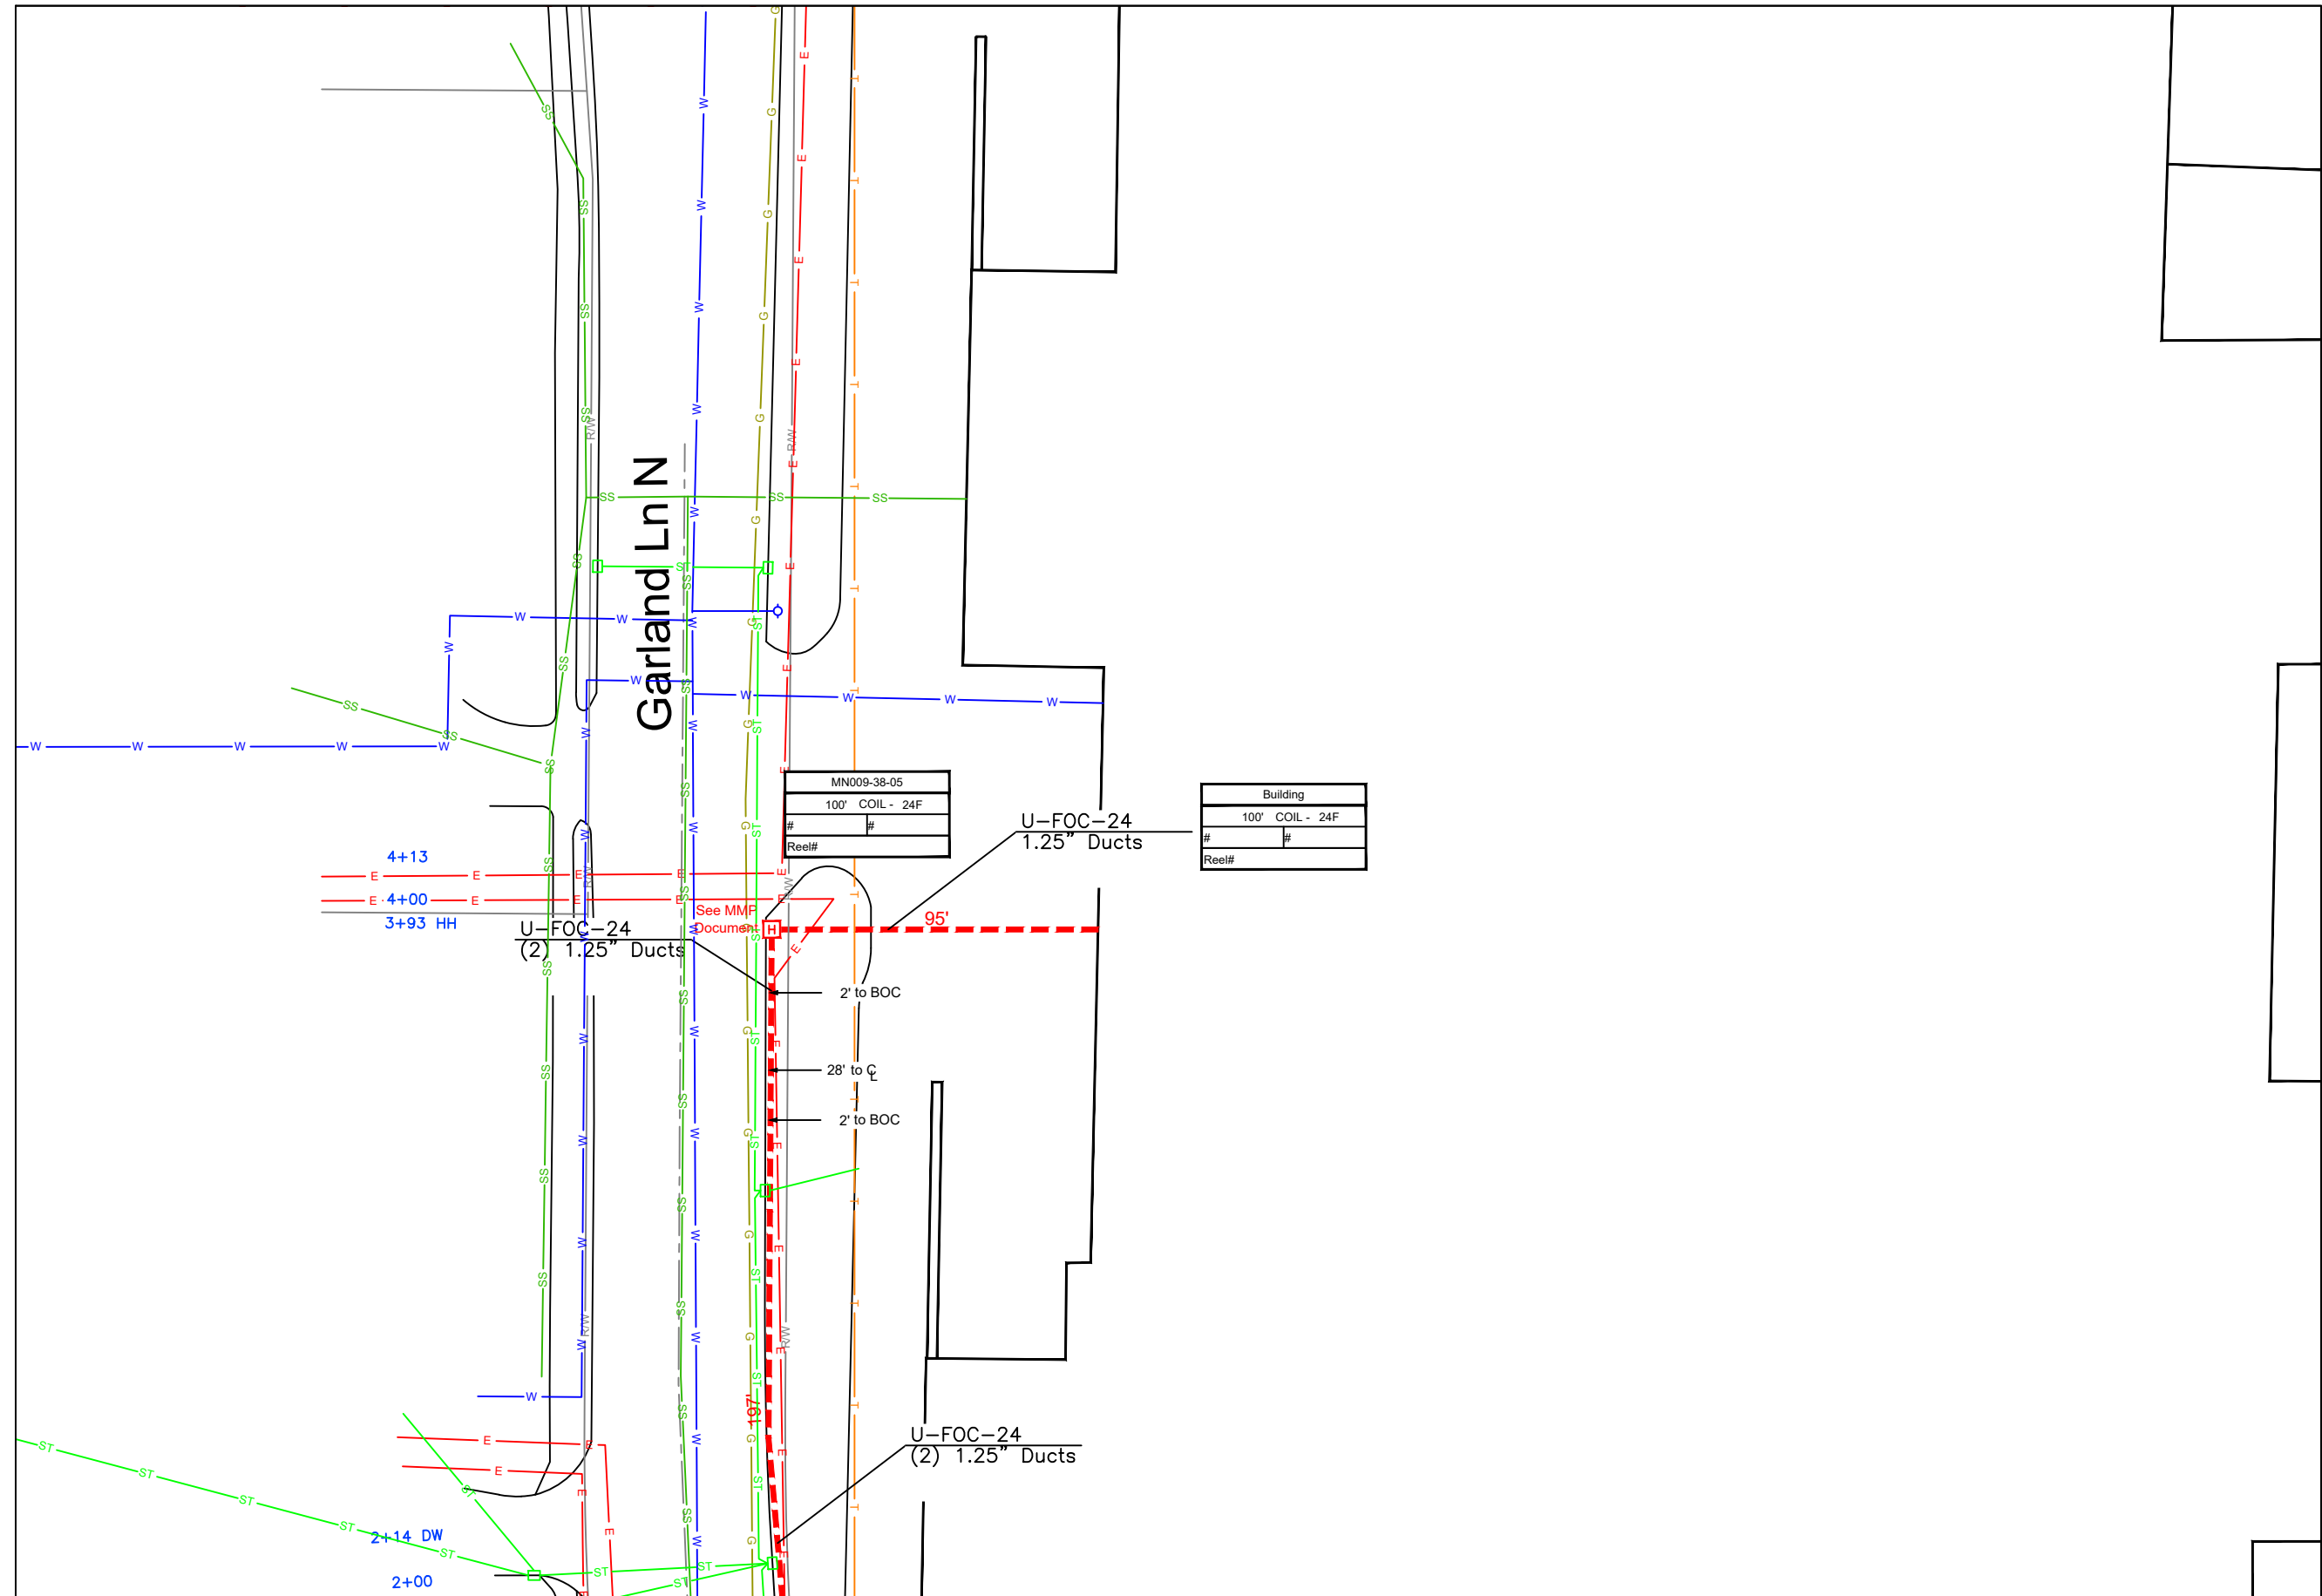 Garland Ln N
MN009-38-05
100' COIL - 24F
# #
Reel#
Building
100' COIL - 24F
# #
Reel#
U-FOC-24
1.25” Ducts
4+13
4+00
3+93 HH
See MMP
Document
H
95'
U-FOC-24
(2) 1.25” Ducts
2' to BOC
28' to CL
2' to BOC
197'
U-FOC-24
(2) 1.25” Ducts
2+14 DW
2+00
R/W
R/W
R/W
R/W
R/W
R/W